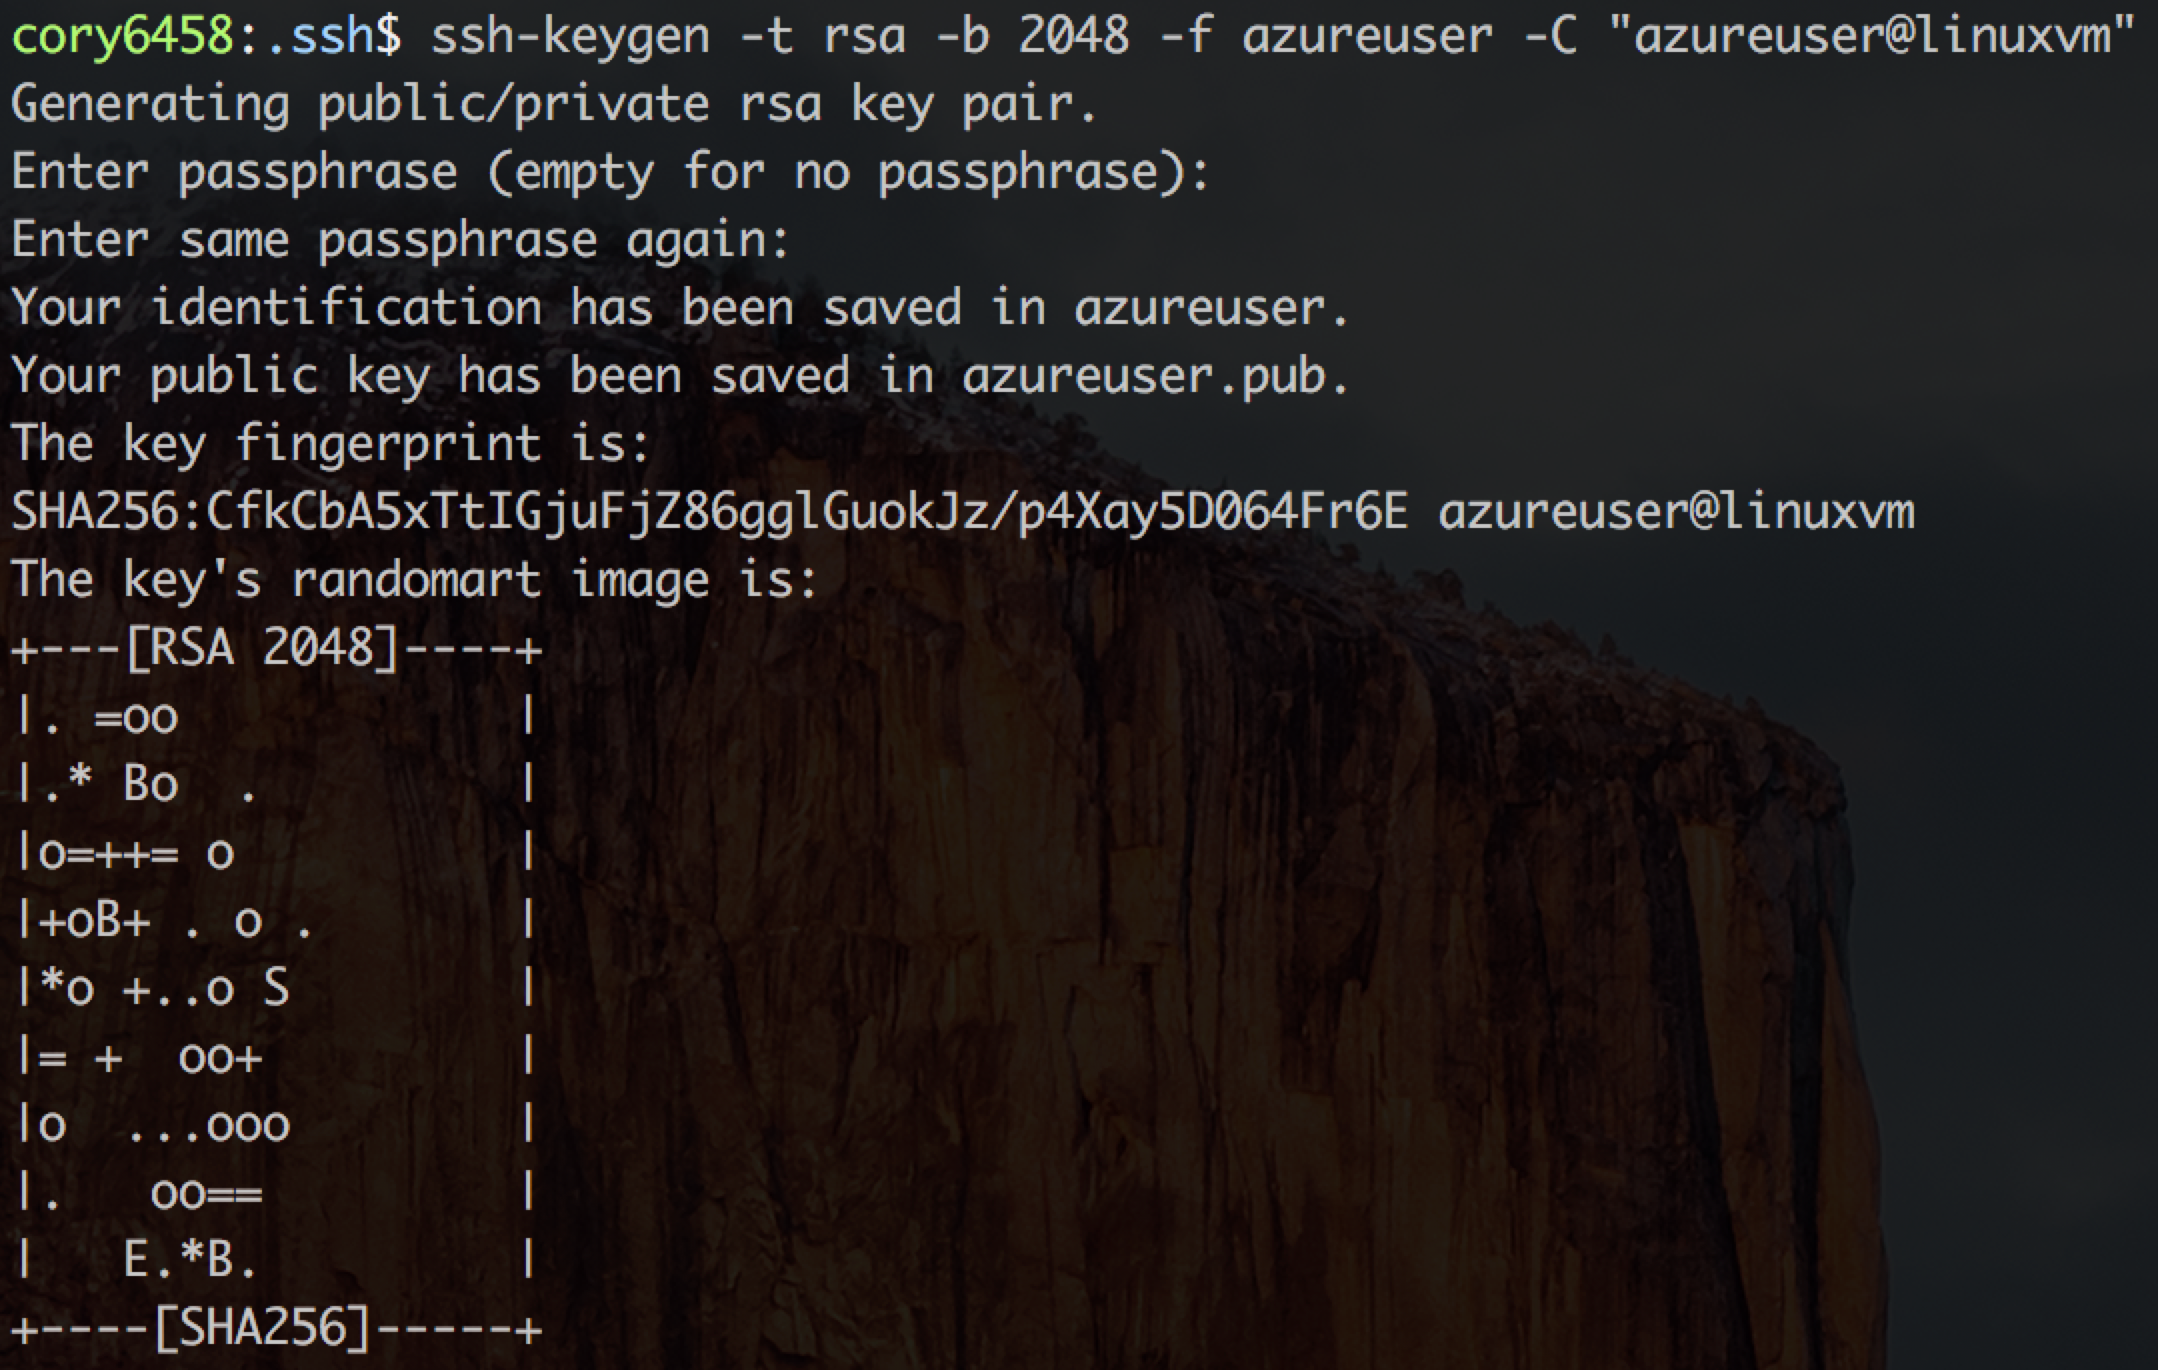 cory6458:.ssh$ ssh-keygen -t rsa -b 2048 -f azureuser -C "azureuser@linuxvm"
Generating public/private rsa key pair.
Enter passphrase (empty for no passphrase):
Enter same passphrase again:
Your identification has been saved in azureuser.
Your public key has been saved in azureuser.pub.
The key fingerprint is:
SHA256:CfkCbA5xTtIGjuFjZ86gglGuokJz/p4Xay5D064Fr6E azureuser@linuxvm
The key's randomart image is:
+---[RSA 2048]----+
|. =oo            |
|.* Bo  .         |
|o=++= o          |
|+oB+ . o .       |
|*o +..o S        |
|= +  oo+         |
|o  ...ooo        |
|.   oo==         |
|   E.*B.         |
+----[SHA256]-----+